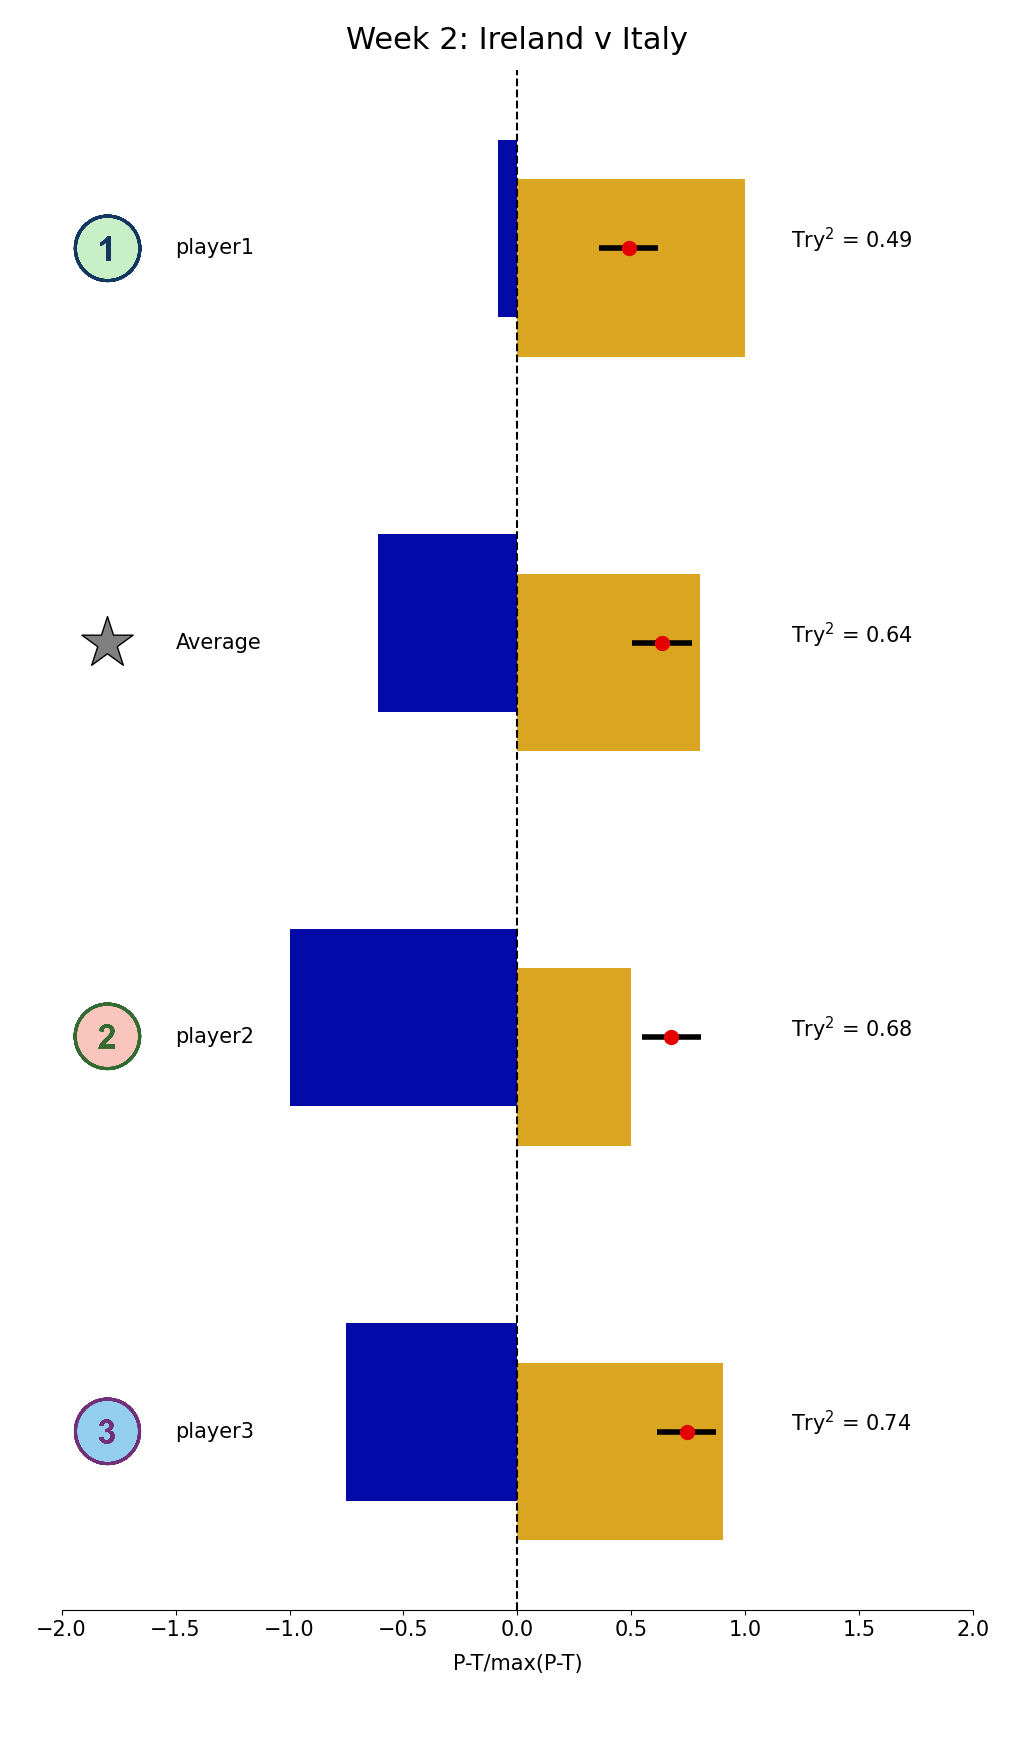 Week 2: Ireland v Italy
1 player1 Try² = 0.49
Average Try² = 0.64
2 player2 Try² = 0.68
3 player3 Try² = 0.74
−2.0 −1.5 −1.0 −0.5 0.0 0.5 1.0 1.5 2.0
P-T/max(P-T)